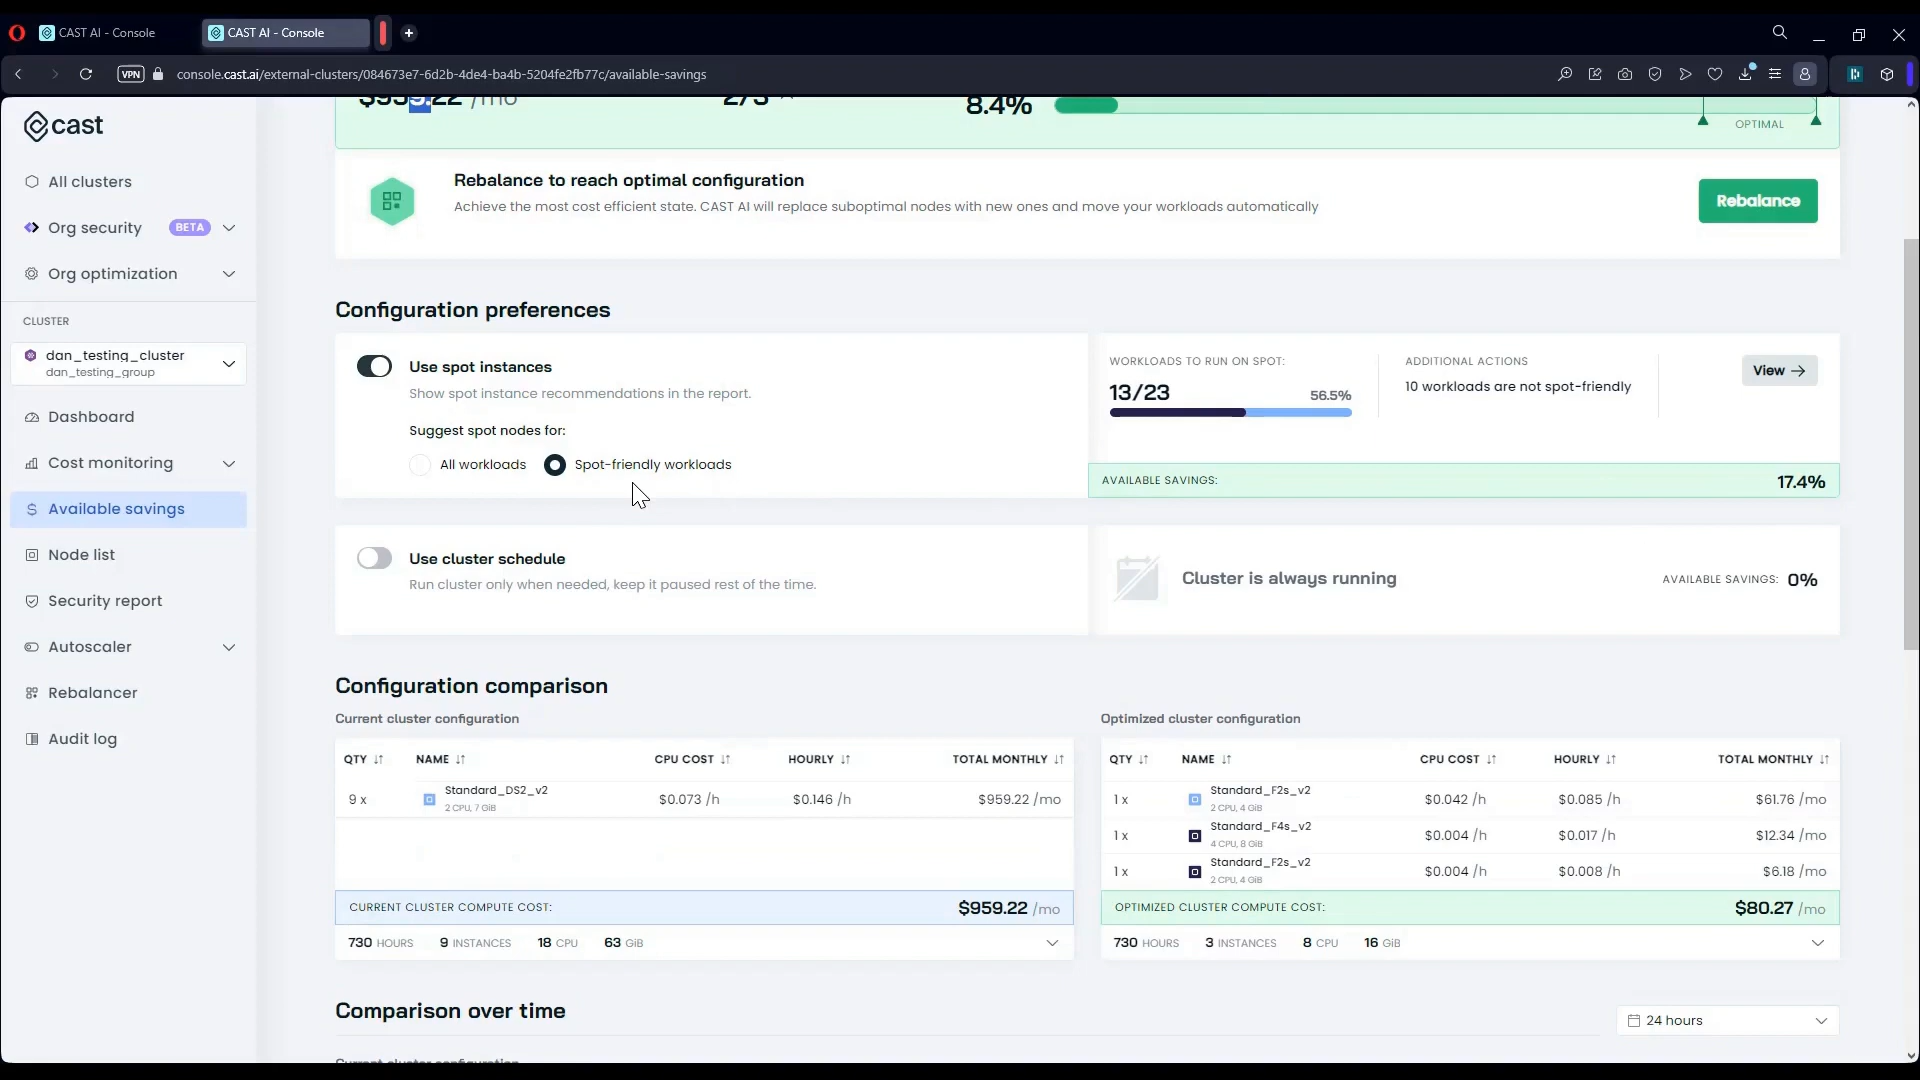 CAST AI - Console
CAST AI - Console
VPN
console.cast.ai/external-clusters/084673e7-6d2b-4de4-ba4b-5204fe2fb77c/available-savings
cast
All clusters
Org security BETA
Org optimization
CLUSTER
dan_testing_cluster
dan_testing_group
Dashboard
Cost monitoring
Available savings
Node list
Security report
Autoscaler
Rebalancer
Audit log
$959.22 /mo
8.4%
OPTIMAL
Rebalance to reach optimal configuration
Achieve the most cost efficient state. CAST AI will replace suboptimal nodes with new ones and move your workloads automatically
Rebalance
Configuration preferences
Use spot instances
Show spot instance recommendations in the report.
Suggest spot nodes for:
All workloads Spot-friendly workloads
WORKLOADS TO RUN ON SPOT:
13/23 56.5%
ADDITIONAL ACTIONS
10 workloads are not spot-friendly
View →
AVAILABLE SAVINGS: 17.4%
Use cluster schedule
Run cluster only when needed, keep it paused rest of the time.
Cluster is always running
AVAILABLE SAVINGS: 0%
Configuration comparison
Current cluster configuration
QTY NAME CPU COST HOURLY TOTAL MONTHLY
9 x Standard_DS2_v2 $0.073 /h $0.146 /h $959.22 /mo
2 CPU, 7 GiB
CURRENT CLUSTER COMPUTE COST: $959.22 /mo
730 HOURS 9 INSTANCES 18 CPU 63 GiB
Optimized cluster configuration
QTY NAME CPU COST HOURLY TOTAL MONTHLY
1 x Standard_F2s_v2 $0.042 /h $0.085 /h $61.76 /mo
2 CPU, 4 GiB
1 x Standard_F4s_v2 $0.004 /h $0.017 /h $12.34 /mo
4 CPU, 8 GiB
1 x Standard_F2s_v2 $0.004 /h $0.008 /h $6.18 /mo
2 CPU, 4 GiB
OPTIMIZED CLUSTER COMPUTE COST: $80.27 /mo
730 HOURS 3 INSTANCES 8 CPU 16 GiB
Comparison over time
24 hours
Current cluster configuration